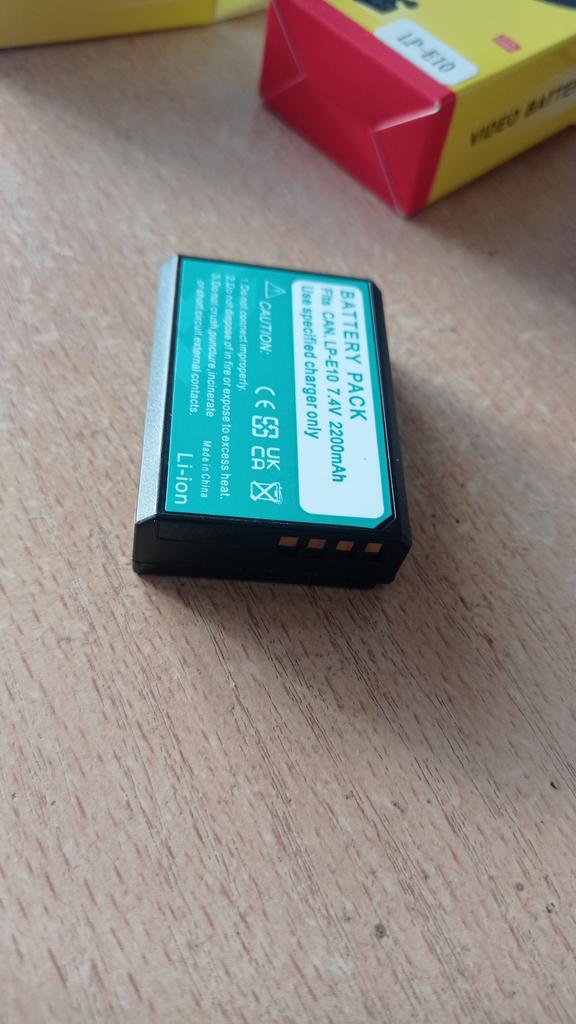 LP-E10
VIDEO BATTE
BATTERY PACK
Fits CAN. LP-E10 7.4V 2200mAh
Use specified charger only
CAUTION:
1.Do not connect improperly.
2.Do not dispose of in fire or expose to excess heat.
3.Do not crush,puncture,incinerate
or short circuit external contacts.
CE UK
CA
Made in China
Li-ion